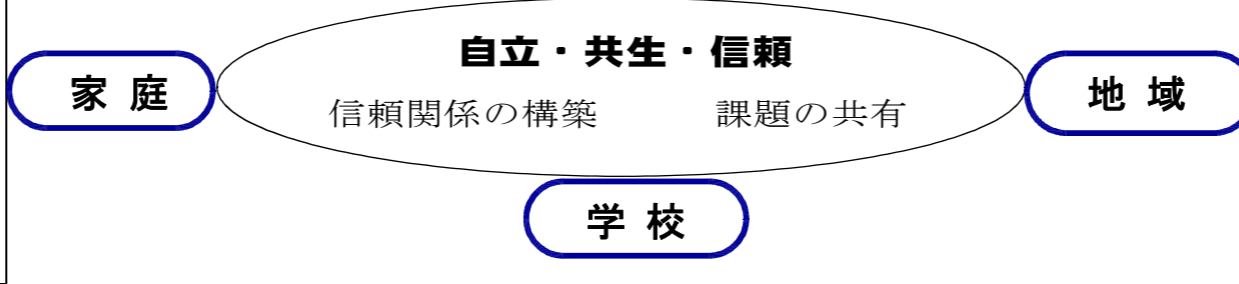 自立・共生・信頼
家庭
信頼関係の構築　課題の共有
地域
学校